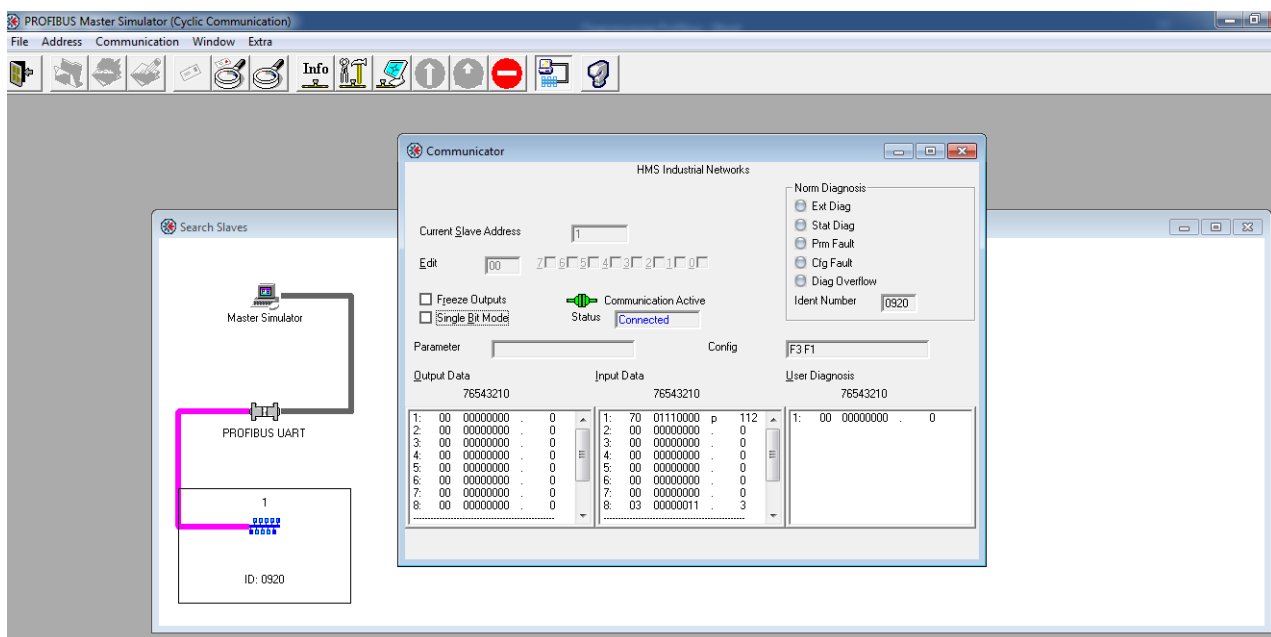 PROFIBUS Master Simulator (Cyclic Communication)
File Address Communication Window Extra
Info
Communicator
HMS Industrial Networks
Norm Diagnosis
Ext Diag
Stat Diag
Prm Fault
Cfg Fault
Diag Overflow
Ident Number 0920
Current Slave Address 1
Edit 00 7 6 5 4 3 2 1 0
Freeze Outputs
Communication Active
Single Bit Mode
Status Connected
Parameter
Config F3 F1
Output Data
76543210
1: 00 00000000 . 0
2: 00 00000000 . 0
3: 00 00000000 . 0
4: 00 00000000 . 0
5: 00 00000000 . 0
6: 00 00000000 . 0
7: 00 00000000 . 0
8: 00 00000000 . 0
Input Data
76543210
1: 70 01110000 p 112
2: 00 00000000 . 0
3: 00 00000000 . 0
4: 00 00000000 . 0
5: 00 00000000 . 0
6: 00 00000000 . 0
7: 00 00000000 . 0
8: 03 00000011 . 3
User Diagnosis
76543210
1: 00 00000000 . 0
Search Slaves
Master Simulator
PROFIBUS UART
1
ID: 0920